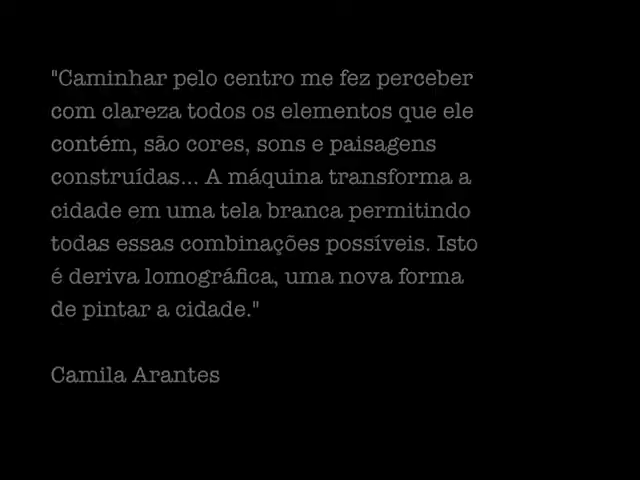 "Caminhar pelo centro me fez perceber
com clareza todos os elementos que ele
contém, são cores, sons e paisagens
construídas... A máquina transforma a
cidade em uma tela branca permitindo
todas essas combinações possíveis. Isto
é deriva lomográfica, uma nova forma
de pintar a cidade."
Camila Arantes